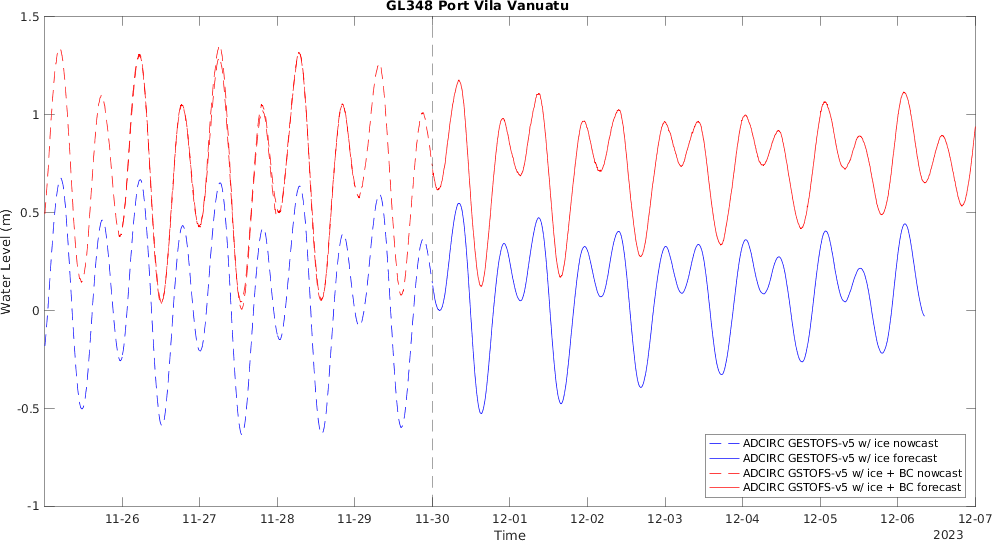 GL348 Port Vila Vanuatu
1.5
1
0.5
0
-0.5
-1
Water Level (m)
ADCIRC GESTOFS-v5 w/ ice nowcast
ADCIRC GESTOFS-v5 w/ ice forecast
ADCIRC GSTOFS-v5 w/ ice + BC nowcast
ADCIRC GSTOFS-v5 w/ ice + BC forecast
11-26 11-27 11-28 11-29 11-30 12-01 12-02 12-03 12-04 12-05 12-06 12-07
Time
2023